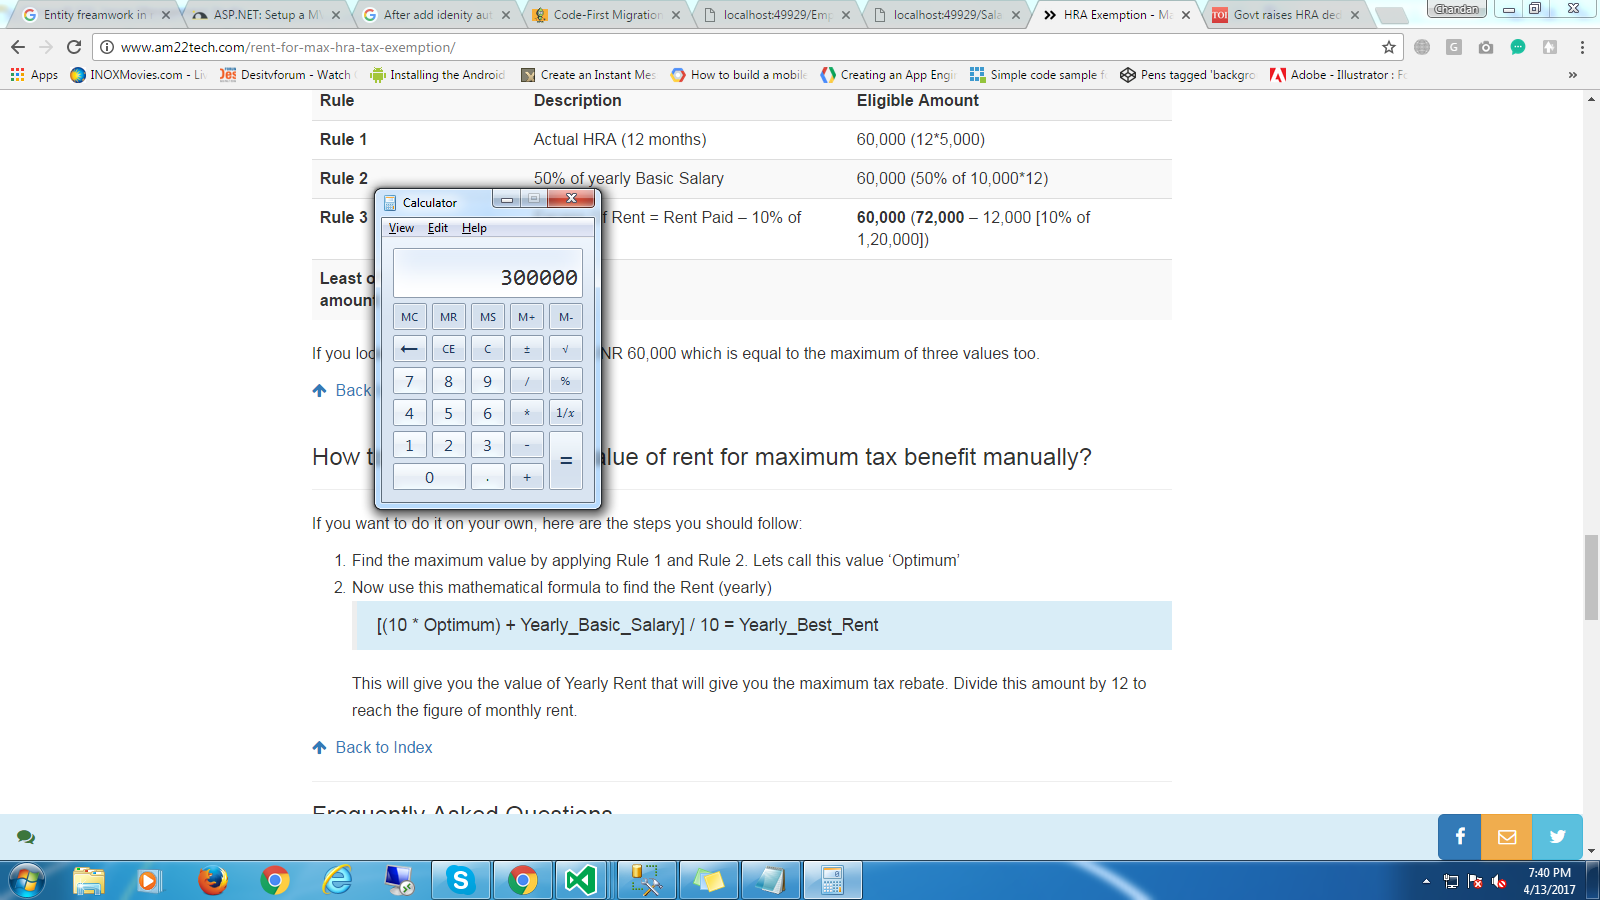 Entity freamwork in
ASP.NET: Setup a M
After add idenity aut
Code-First Migration
localhost:49929/Emp
localhost:49929/Sala
HRA Exemption - Ma
Govt raises HRA ded
Chandan
www.am22tech.com/rent-for-max-hra-tax-exemption/
Apps
INOXMovies.com - Li
Desitvforum - Watch
Installing the Android
Create an Instant Mes
How to build a mobile
Creating an App Engi
Simple code sample f
Pens tagged 'backgro
Adobe - Illustrator : F
»
Rule Description Eligible Amount
Rule 1 Actual HRA (12 months) 60,000 (12*5,000)
Rule 2 50% of yearly Basic Salary 60,000 (50% of 10,000*12)
Rule 3 f Rent = Rent Paid – 10% of 60,000 (72,000 – 12,000 [10% of
1,20,000])
Least o
amount
If you loo NR 60,000 which is equal to the maximum of three values too.
Back
Calculator
View Edit Help
300000
MC MR MS M+ M-
← CE C ± √
7 8 9 / %
4 5 6 * 1/x
1 2 3 - =
0 . +
How t alue of rent for maximum tax benefit manually?
If you want to do it on your own, here are the steps you should follow:
1. Find the maximum value by applying Rule 1 and Rule 2. Lets call this value ‘Optimum’
2. Now use this mathematical formula to find the Rent (yearly)
[(10 * Optimum) + Yearly_Basic_Salary] / 10 = Yearly_Best_Rent
This will give you the value of Yearly Rent that will give you the maximum tax rebate. Divide this amount by 12 to
reach the figure of monthly rent.
Back to Index
Frequently Asked Questions
7:40 PM
4/13/2017